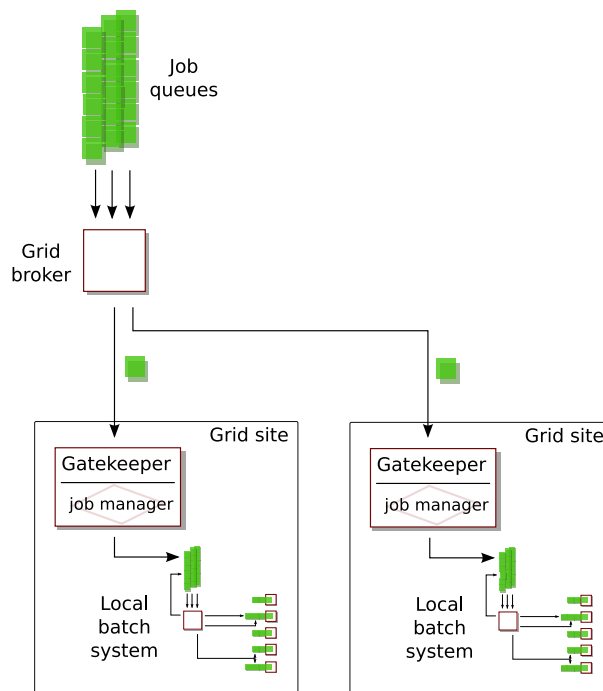 Job
queues
Grid
broker
Grid site
Gatekeeper
job manager
Local
batch
system
Grid site
Gatekeeper
job manager
Local
batch
system